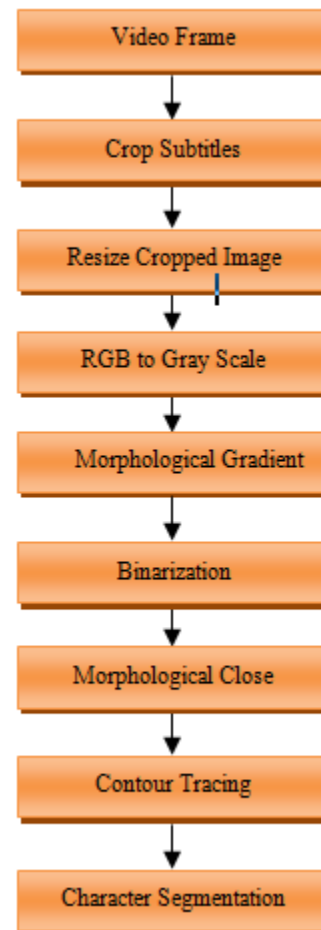 Video Frame
Crop Subtitles
Resize Cropped Image
RGB to Gray Scale
Morphological Gradient
Binarization
Morphological Close
Contour Tracing
Character Segmentation